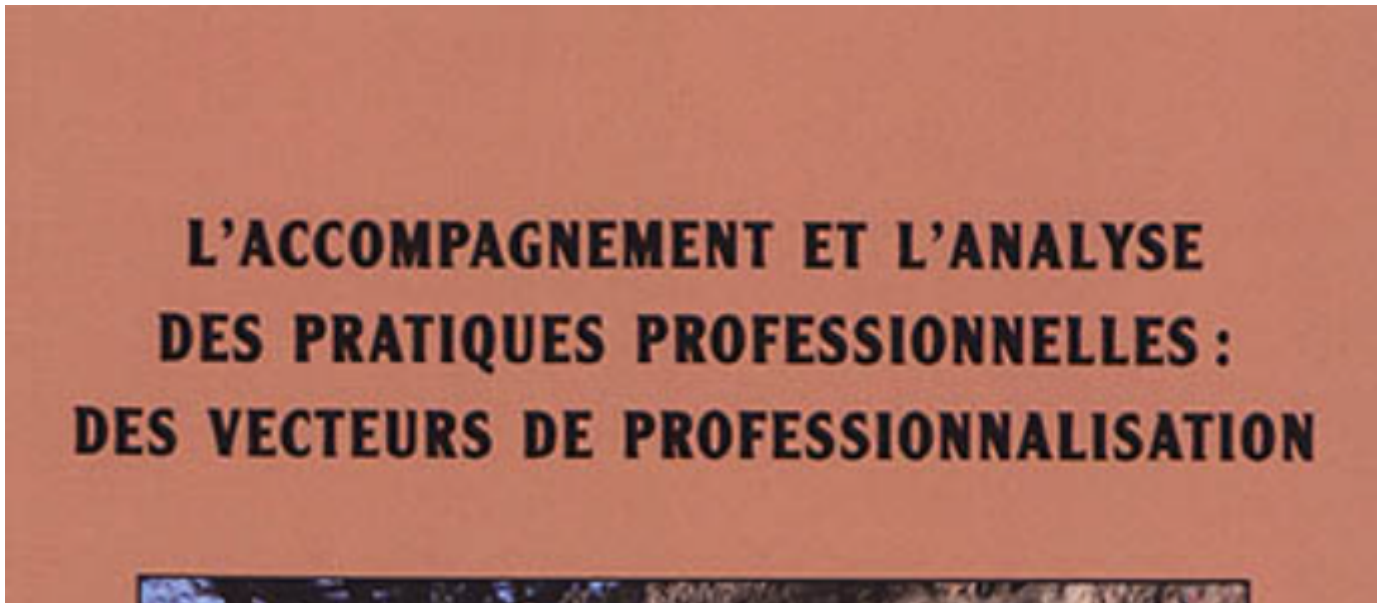 L’ACCOMPAGNEMENT ET L’ANALYSE
DES PRATIQUES PROFESSIONNELLES :
DES VECTEURS DE PROFESSIONNALISATION